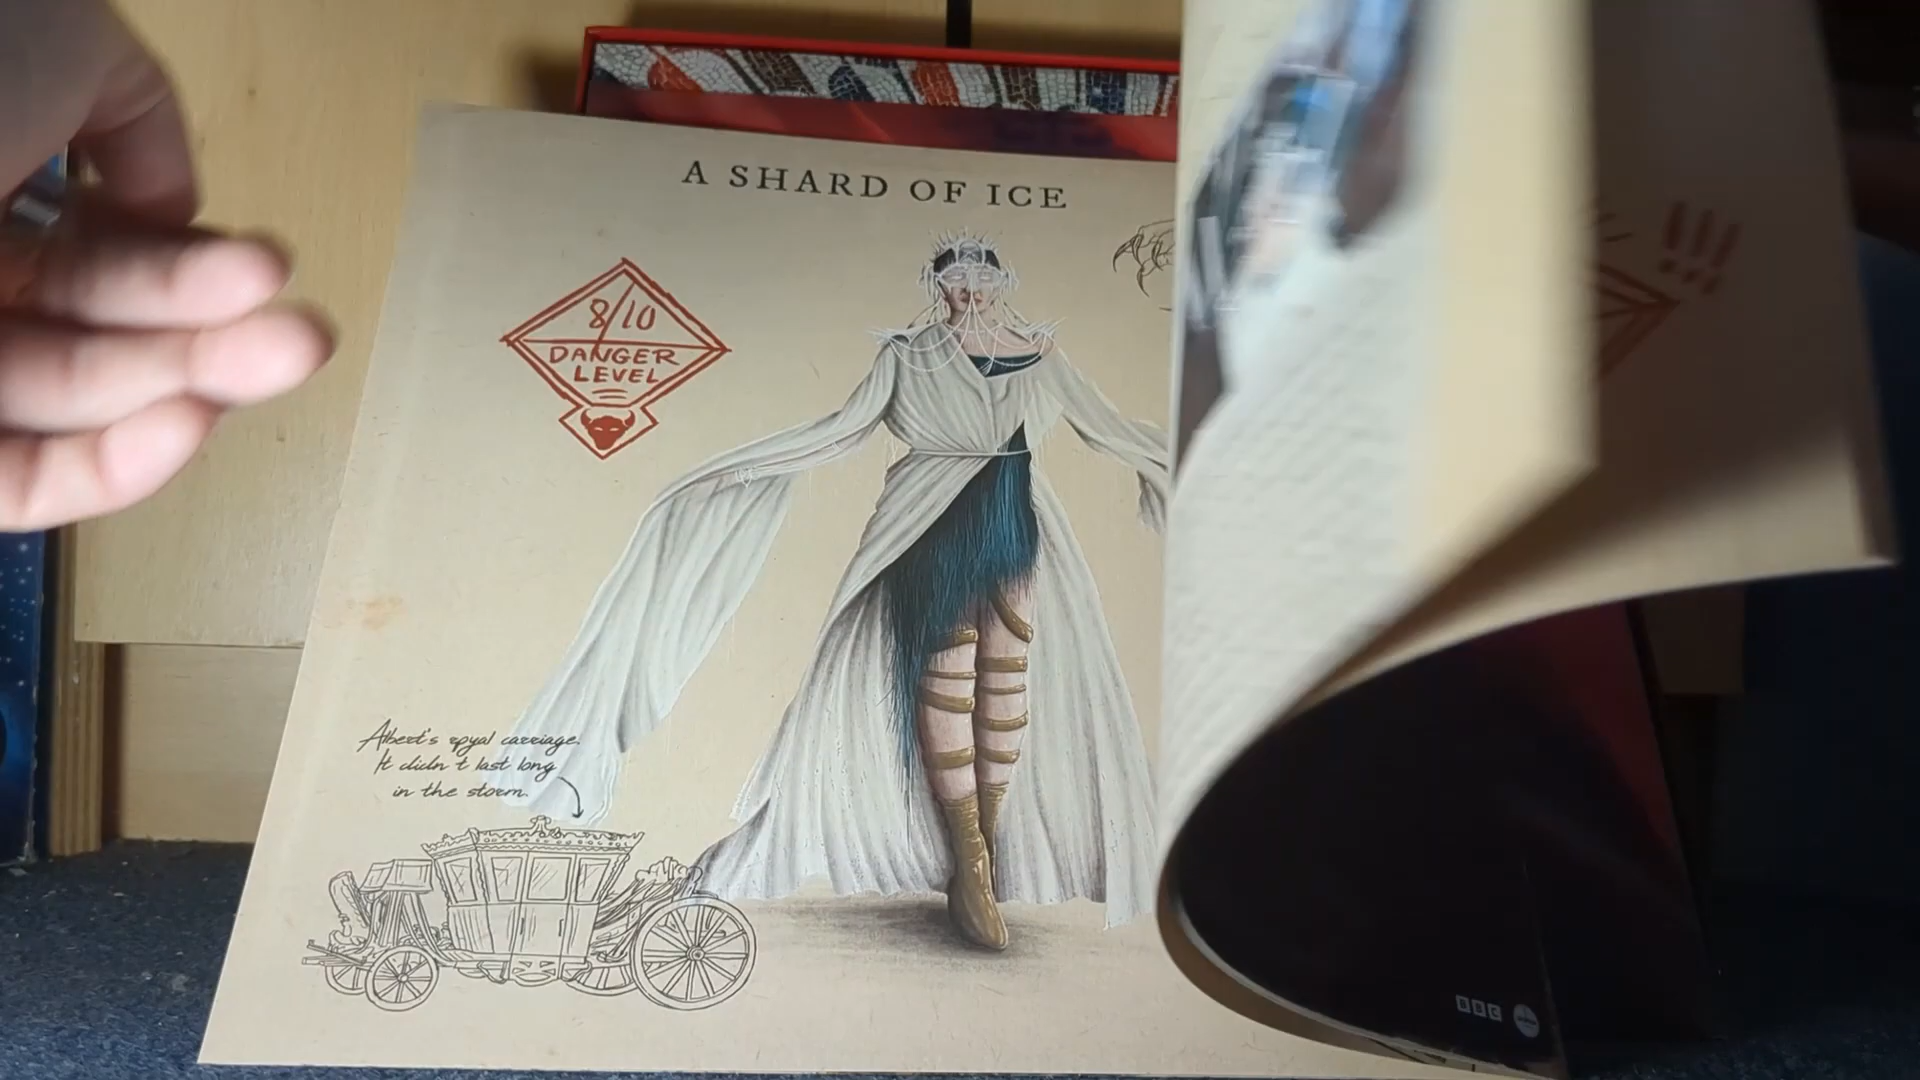 A SHARD OF ICE
8/10
DANGER
LEVEL
Albert's royal carriage.
It didn't last long
in the storm.
BBC